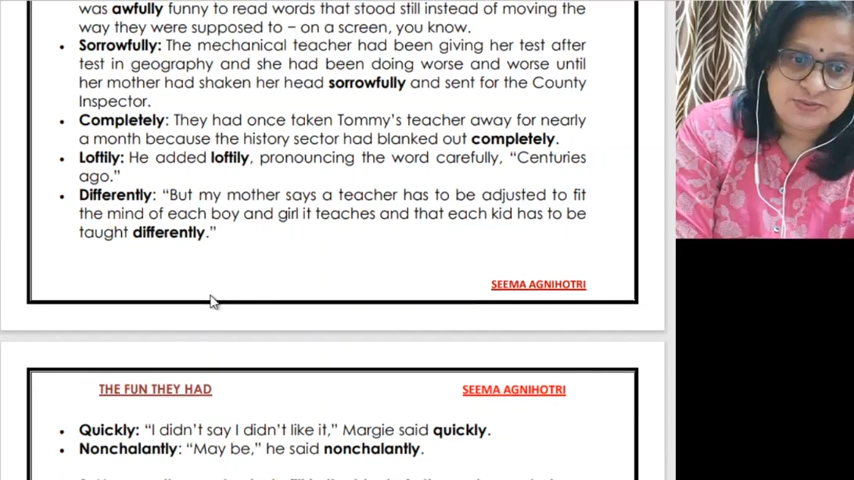 was awfully funny to read words that stood still instead of moving the
way they were supposed to – on a screen, you know.
• Sorrowfully: The mechanical teacher had been giving her test after
test in geography and she had been doing worse and worse until
her mother had shaken her head sorrowfully and sent for the County
Inspector.
• Completely: They had once taken Tommy's teacher away for nearly
a month because the history sector had blanked out completely.
• Loftily: He added loftily, pronouncing the word carefully, “Centuries
ago.”
• Differently: “But my mother says a teacher has to be adjusted to fit
the mind of each boy and girl it teaches and that each kid has to be
taught differently.”
SEEMA AGNIHOTRI
THE FUN THEY HAD SEEMA AGNIHOTRI
• Quickly: “I didn't say I didn't like it,” Margie said quickly.
• Nonchalantly: “May be,” he said nonchalantly.